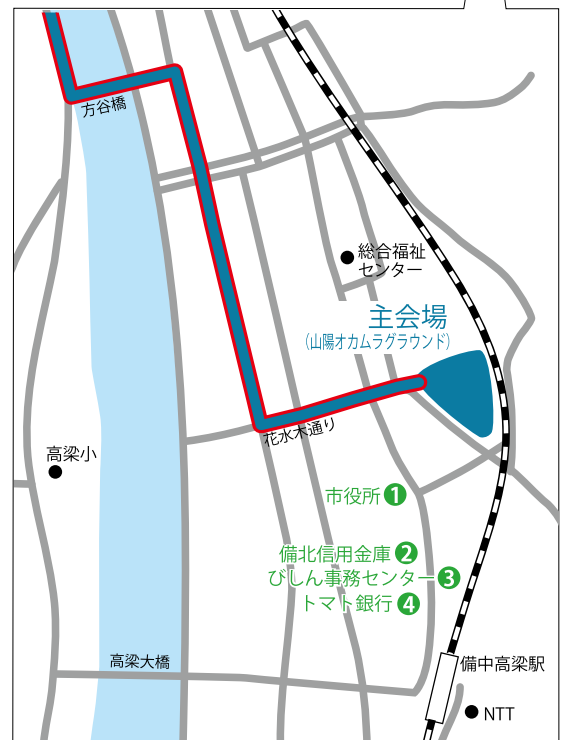 方谷橋
総合福祉
センター
主会場
(山陽オカムラグラウンド)
花水木通り
高梁小
市役所 1
備北信用金庫 2
びしん事務センター 3
トマト銀行 4
高梁大橋
備中高梁駅
NTT